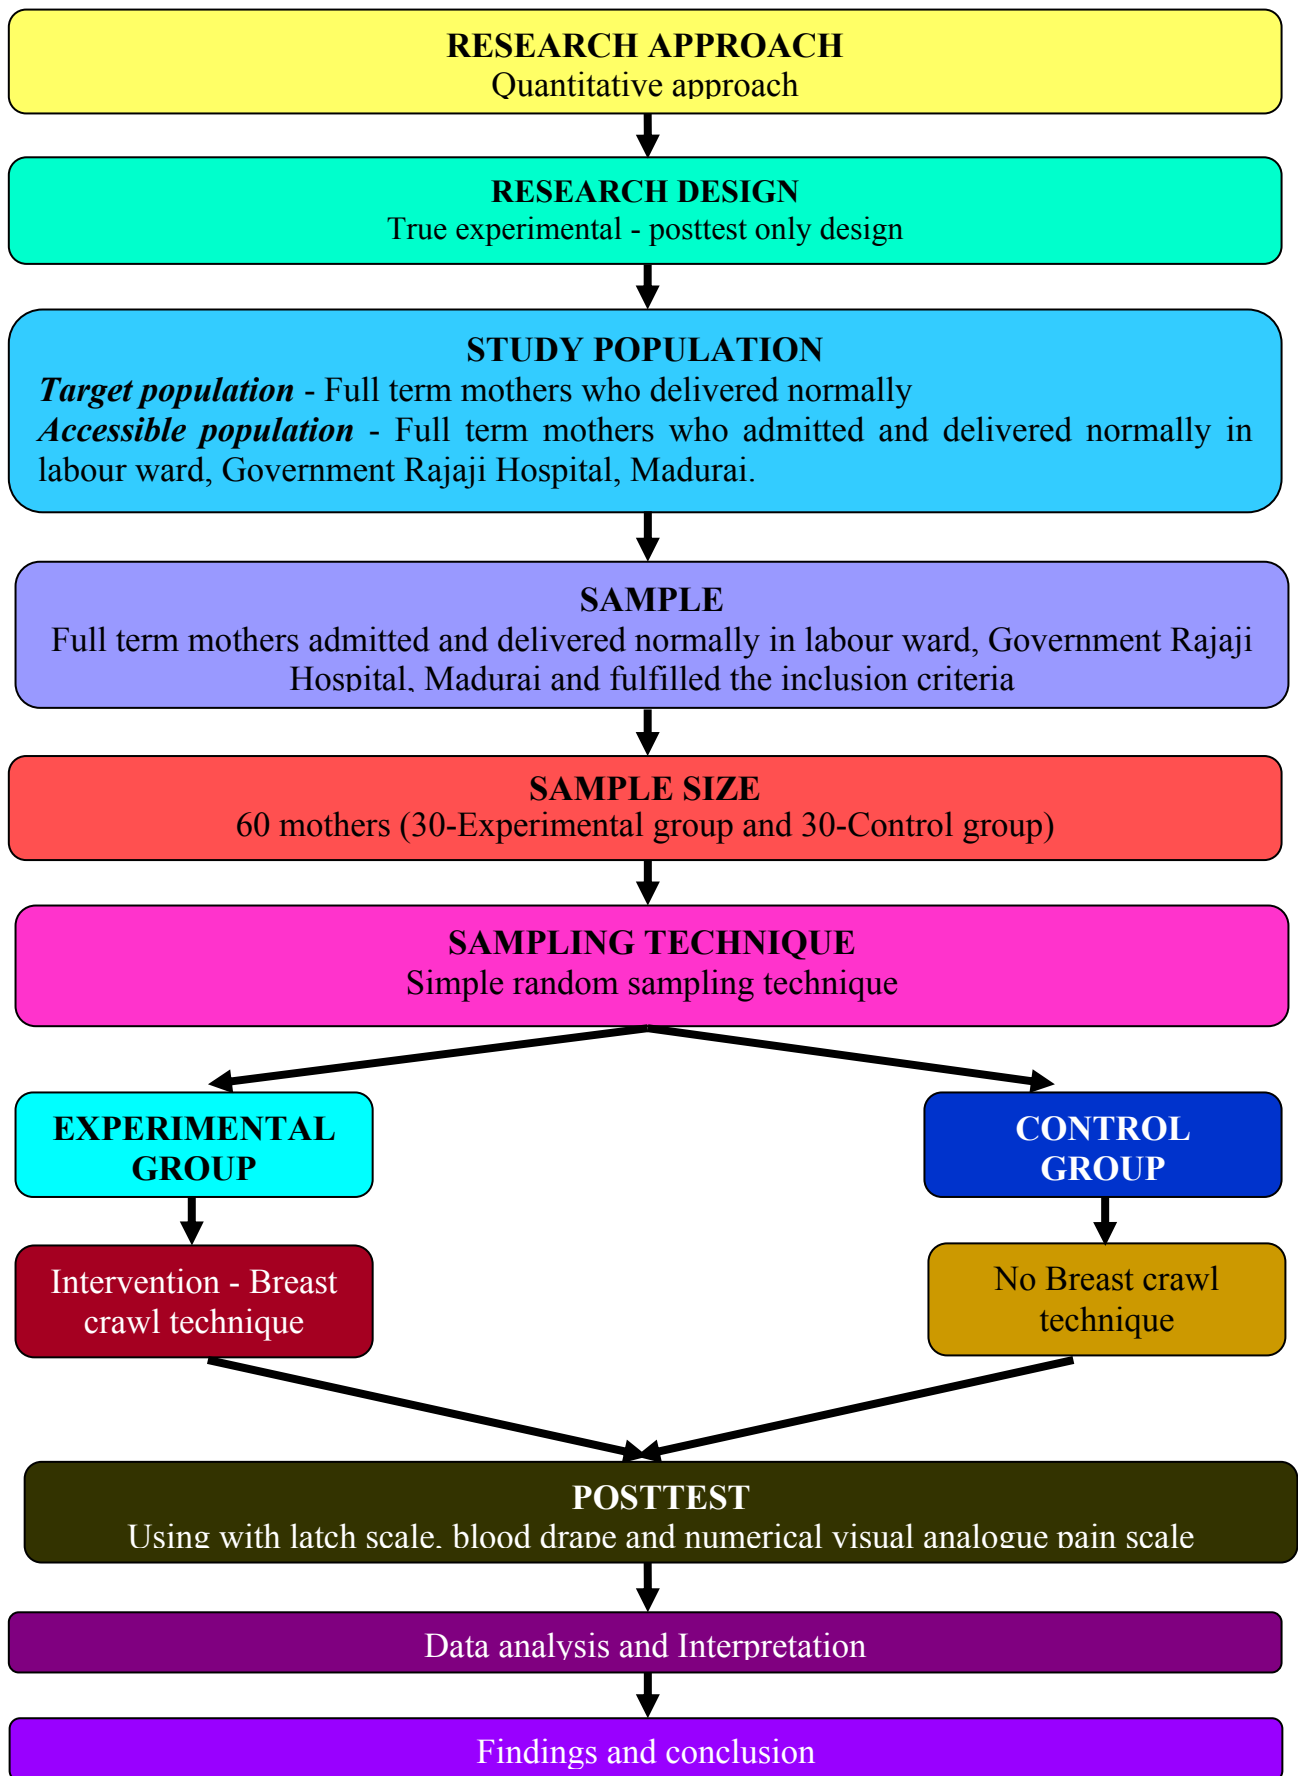 RESEARCH APPROACH
Quantitative approach
RESEARCH DESIGN
True experimental - posttest only design
STUDY POPULATION
Target population - Full term mothers who delivered normally
Accessible population - Full term mothers who admitted and delivered normally in
labour ward, Government Rajaji Hospital, Madurai.
SAMPLE
Full term mothers admitted and delivered normally in labour ward, Government Rajaji
Hospital, Madurai and fulfilled the inclusion criteria
SAMPLE SIZE
60 mothers (30-Experimental group and 30-Control group)
SAMPLING TECHNIQUE
Simple random sampling technique
EXPERIMENTAL
GROUP
CONTROL
GROUP
Intervention - Breast
crawl technique
No Breast crawl
technique
POSTTEST
Using with latch scale, blood drape and numerical visual analogue pain scale
Data analysis and Interpretation
Findings and conclusion